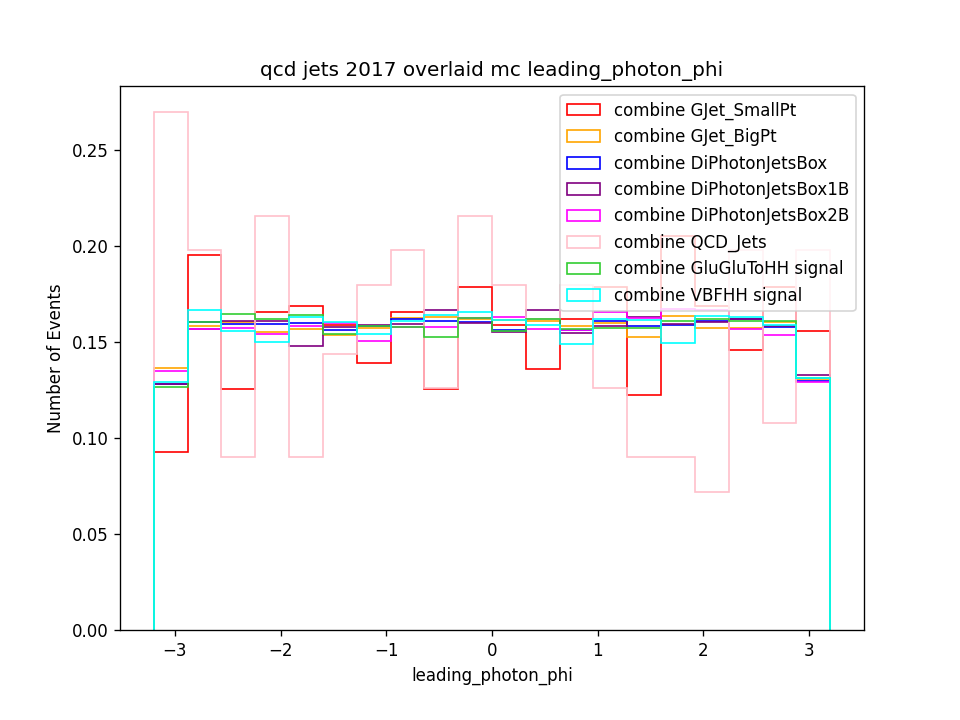 qcd jets 2017 overlaid mc leading_photon_phi
combine GJet_SmallPt
combine GJet_BigPt
combine DiPhotonJetsBox
combine DiPhotonJetsBox1B
combine DiPhotonJetsBox2B
combine QCD_Jets
combine GluGluToHH signal
combine VBFHH signal
Number of Events
0.25
0.20
0.15
0.10
0.05
0.00
−3
−2
−1
0
1
2
3
leading_photon_phi